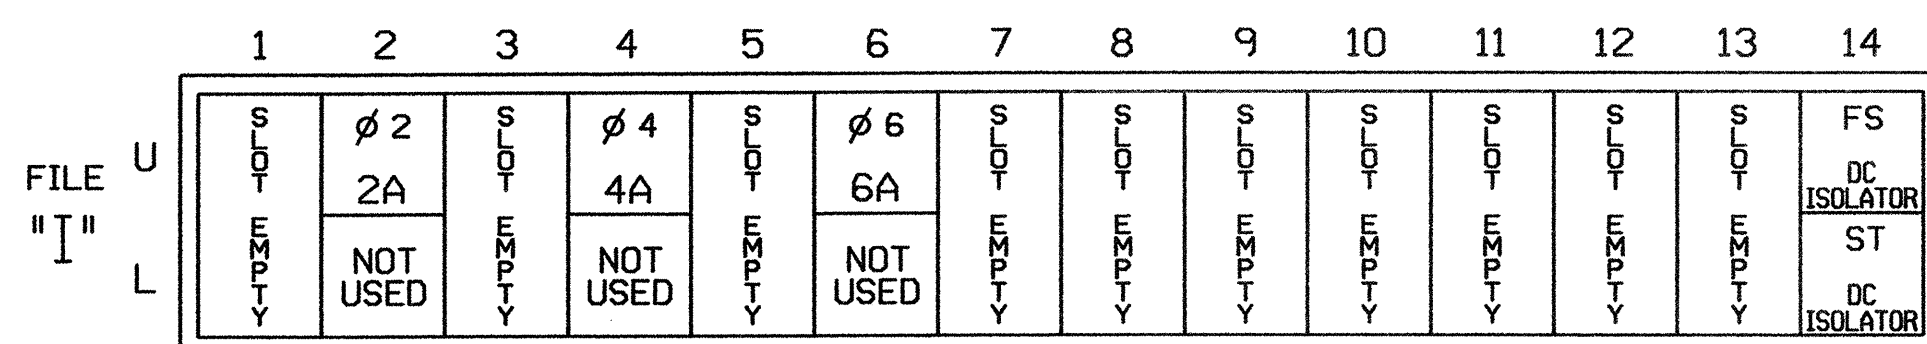 1 2 3 4 5 6 7 8 9 10 11 12 13 14
FILE
"I"
U
L
SLOT EMPTY
Ø 2
2A
NOT
USED
SLOT EMPTY
Ø 4
4A
NOT
USED
SLOT EMPTY
Ø 6
6A
NOT
USED
SLOT EMPTY
SLOT EMPTY
SLOT EMPTY
SLOT EMPTY
SLOT EMPTY
SLOT EMPTY
SLOT EMPTY
FS
DC
ISOLATOR
ST
DC
ISOLATOR